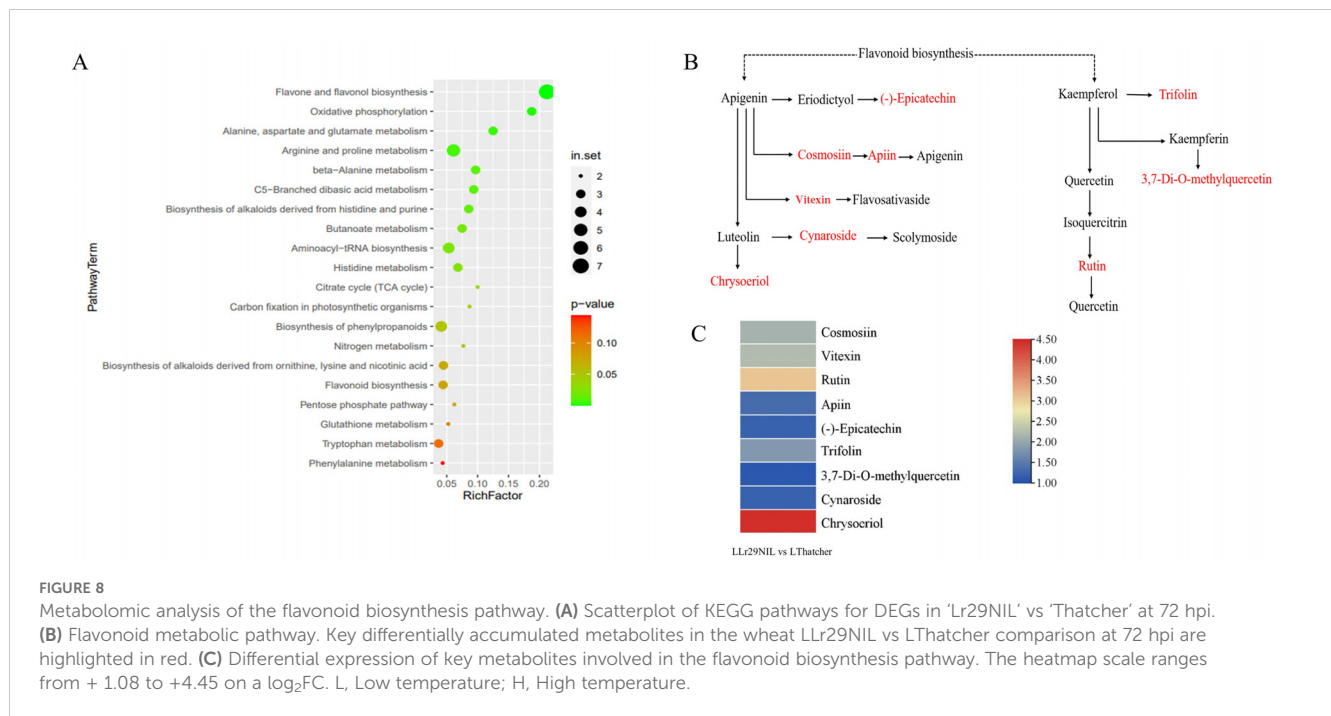 A
PathwayTerm
Flavone and flavonol biosynthesis
Oxidative phosphorylation
Alanine, aspartate and glutamate metabolism
Arginine and proline metabolism
beta-Alanine metabolism
C5-Branched dibasic acid metabolism
Biosynthesis of alkaloids derived from histidine and purine
Butanoate metabolism
Aminoacyl-tRNA biosynthesis
Histidine metabolism
Citrate cycle (TCA cycle)
Carbon fixation in photosynthetic organisms
Biosynthesis of phenylpropanoids
Nitrogen metabolism
Biosynthesis of alkaloids derived from ornithine, lysine and nicotinic acid
Flavonoid biosynthesis
Pentose phosphate pathway
Glutathione metabolism
Tryptophan metabolism
Phenylalanine metabolism
0.05 0.10 0.15 0.20
RichFactor
in.set
2
3
4
5
6
7
p-value
0.10
0.05
B
Flavonoid biosynthesis
Apigenin Eriodictyol (-)-Epicatechin
Cosmosiin Apiin Apigenin
Vitexin Flavosativaside
Luteolin Cynaroside Scolymoside
Chrysoeriol
Kaempferol Trifolin
Kaempferin
Quercetin 3,7-Di-O-methylquercetin
Isoquercitrin
Rutin
Quercetin
C
Cosmosiin
Vitexin
Rutin
Apiin
(-)-Epicatechin
Trifolin
3,7-Di-O-methylquercetin
Cynaroside
Chrysoeriol
LLr29NIL vs LThatcher
4.50
4.00
3.00
2.00
1.00
FIGURE 8
Metabolomic analysis of the flavonoid biosynthesis pathway. (A) Scatterplot of KEGG pathways for DEGs in ‘Lr29NIL’ vs ‘Thatcher’ at 72 hpi.
(B) Flavonoid metabolic pathway. Key differentially accumulated metabolites in the wheat LLr29NIL vs LThatcher comparison at 72 hpi are
highlighted in red. (C) Differential expression of key metabolites involved in the flavonoid biosynthesis pathway. The heatmap scale ranges
from + 1.08 to +4.45 on a log₂FC. L, Low temperature; H, High temperature.